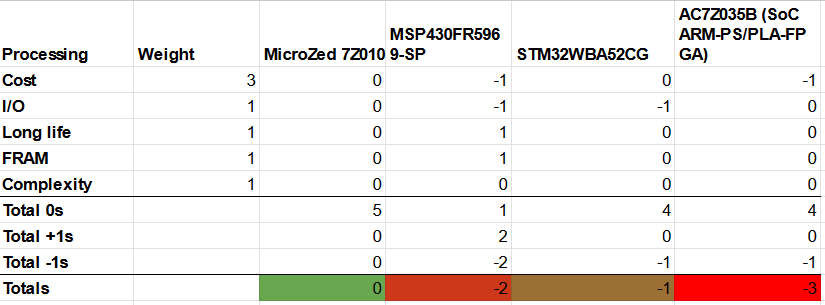 Processing Weight MicroZed 7Z010 MSP430FR5969-SP STM32WBA52CG AC7Z035B (SoC ARM-PS/PLA-FPGA)
Cost 3 0 -1 0 -1
I/O 1 0 -1 -1 0
Long life 1 0 1 0 0
FRAM 1 0 1 0 0
Complexity 1 0 0 0 0
Total 0s 5 1 4 4
Total +1s 0 2 0 0
Total -1s 0 -2 -1 -1
Totals 0 -2 -1 -3